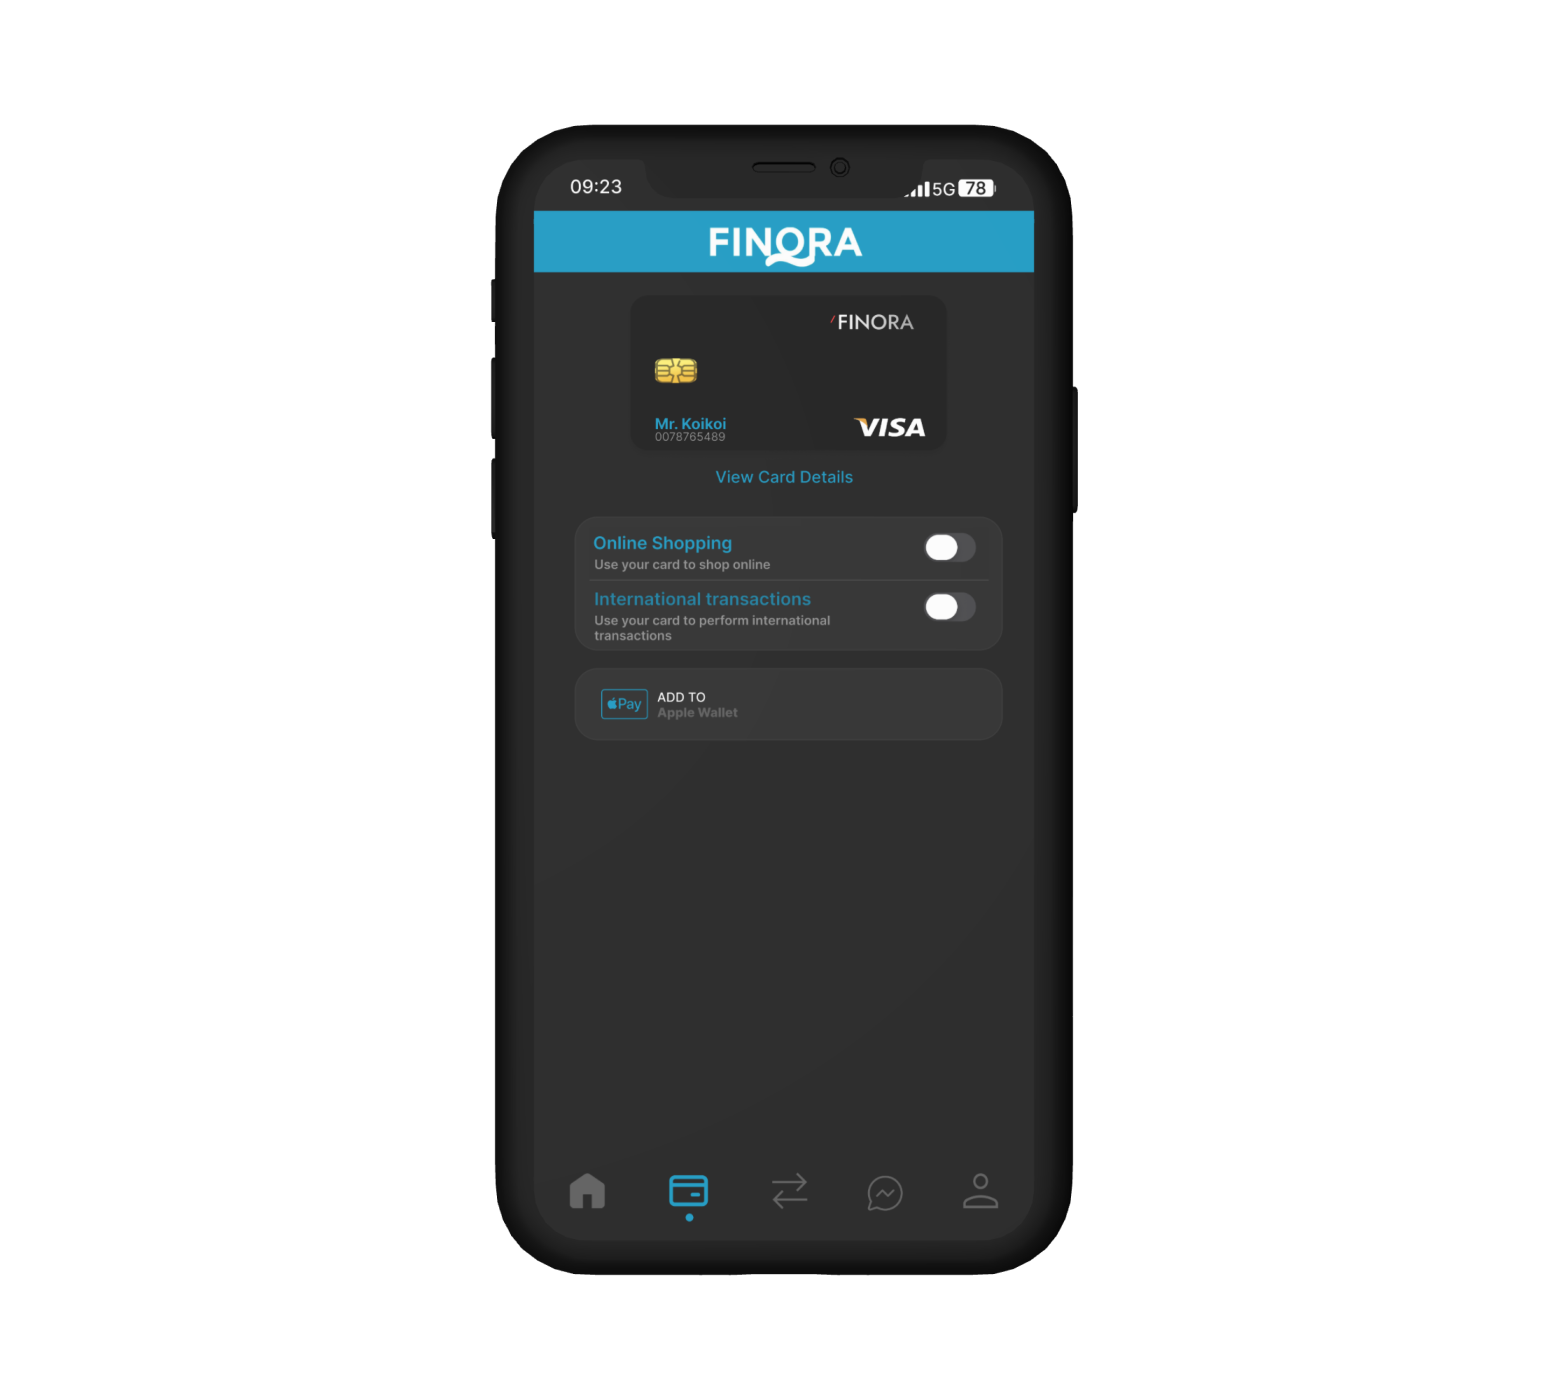 09:23
5G 78
FINORA
FINORA
Mr. Koikoi
0078765489
VISA
View Card Details
Online Shopping
Use your card to shop online
International transactions
Use your card to perform international
transactions
Pay
ADD TO
Apple Wallet